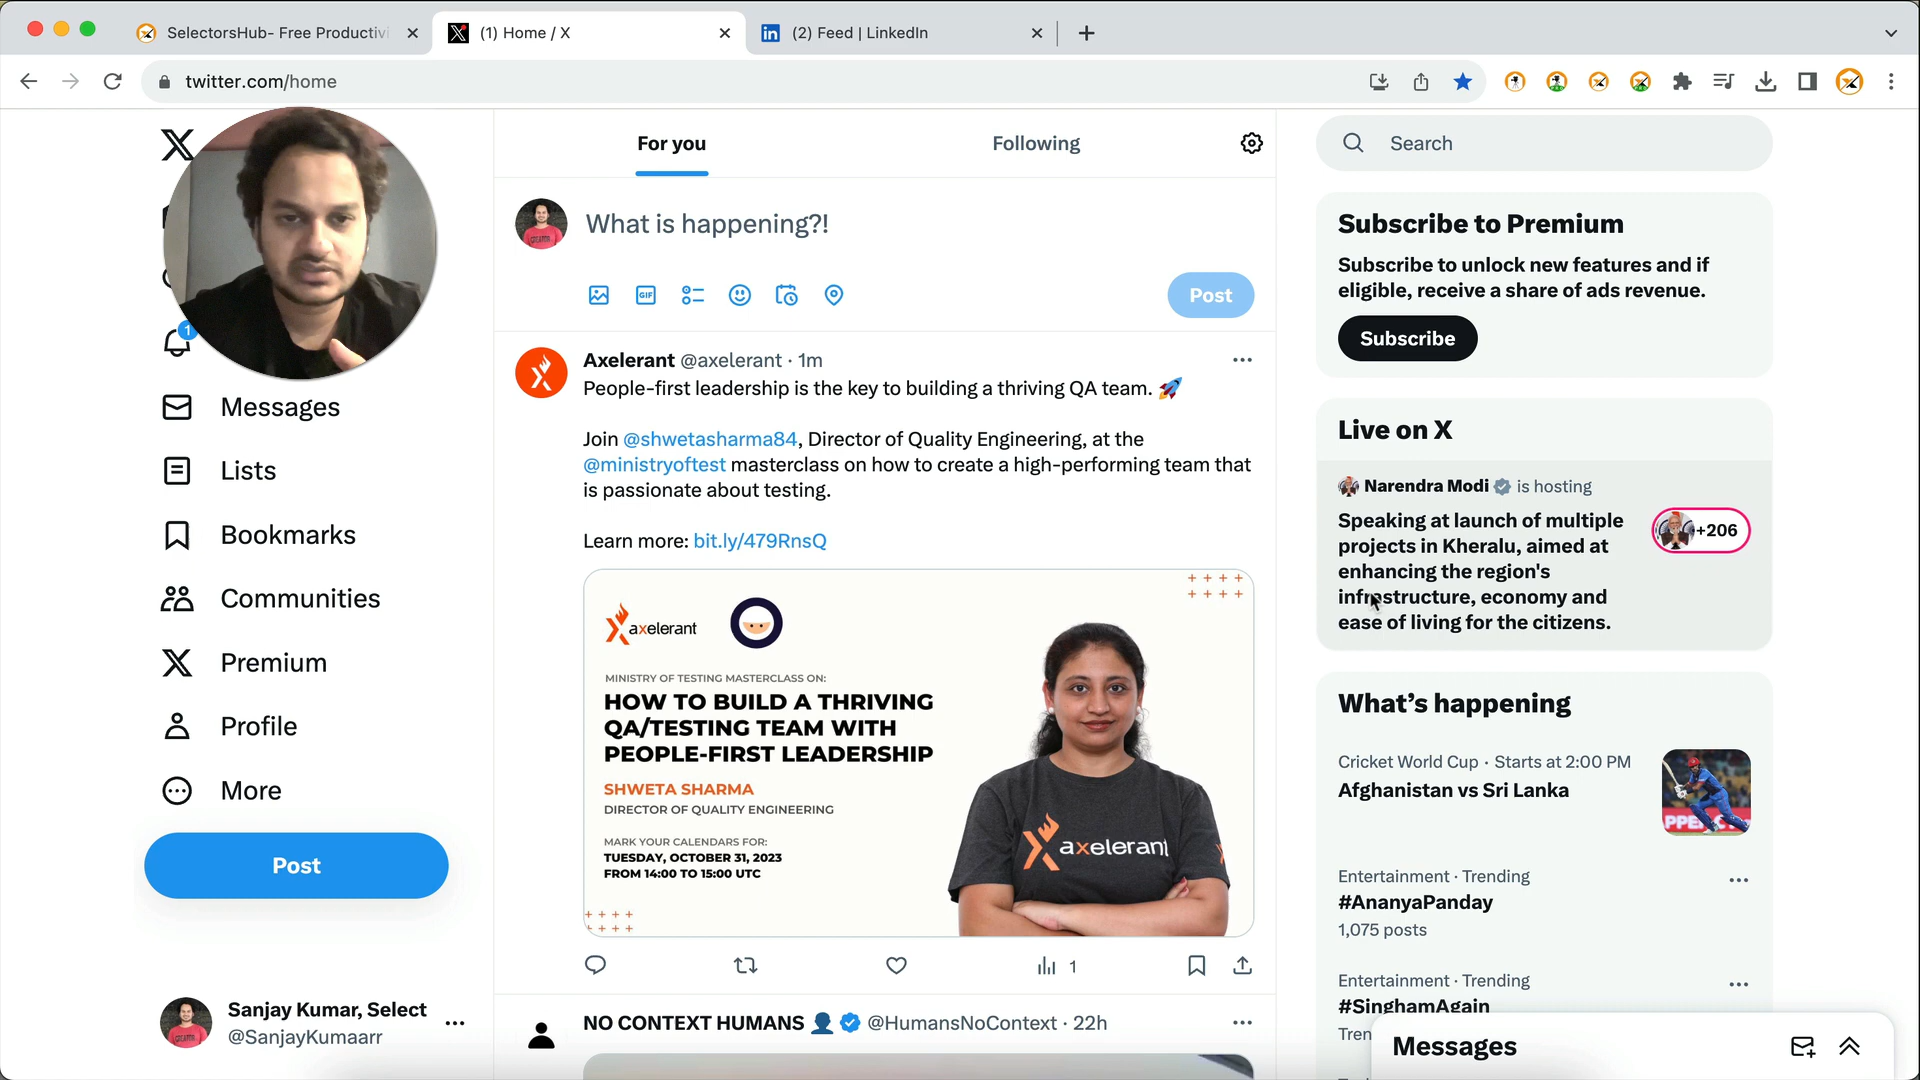 SelectorsHub- Free Productivi
(1) Home / X
(2) Feed | LinkedIn
twitter.com/home
1
Messages
Lists
Bookmarks
Communities
Premium
Profile
More
Post
Sanjay Kumar, Select
@SanjayKumaarr
For you
Following
What is happening?!
GIF
Post
Axelerant @axelerant · 1m
People-first leadership is the key to building a thriving QA team. 🚀
Join @shwetasharma84, Director of Quality Engineering, at the
@ministryoftest masterclass on how to create a high-performing team that
is passionate about testing.
Learn more: bit.ly/479RnsQ
axelerant
MINISTRY OF TESTING MASTERCLASS ON:
HOW TO BUILD A THRIVING
QA/TESTING TEAM WITH
PEOPLE-FIRST LEADERSHIP
SHWETA SHARMA
DIRECTOR OF QUALITY ENGINEERING
MARK YOUR CALENDARS FOR:
TUESDAY, OCTOBER 31, 2023
FROM 14:00 TO 15:00 UTC
axelerant
1
NO CONTEXT HUMANS 👤 @HumansNoContext · 22h
Search
Subscribe to Premium
Subscribe to unlock new features and if
eligible, receive a share of ads revenue.
Subscribe
Live on X
Narendra Modi is hosting
Speaking at launch of multiple
projects in Kheralu, aimed at
enhancing the region's
infrastructure, economy and
ease of living for the citizens.
+206
What's happening
Cricket World Cup · Starts at 2:00 PM
Afghanistan vs Sri Lanka
Entertainment · Trending
#AnanyaPanday
1,075 posts
Entertainment · Trending
#SinghamAgain
Tren
Messages